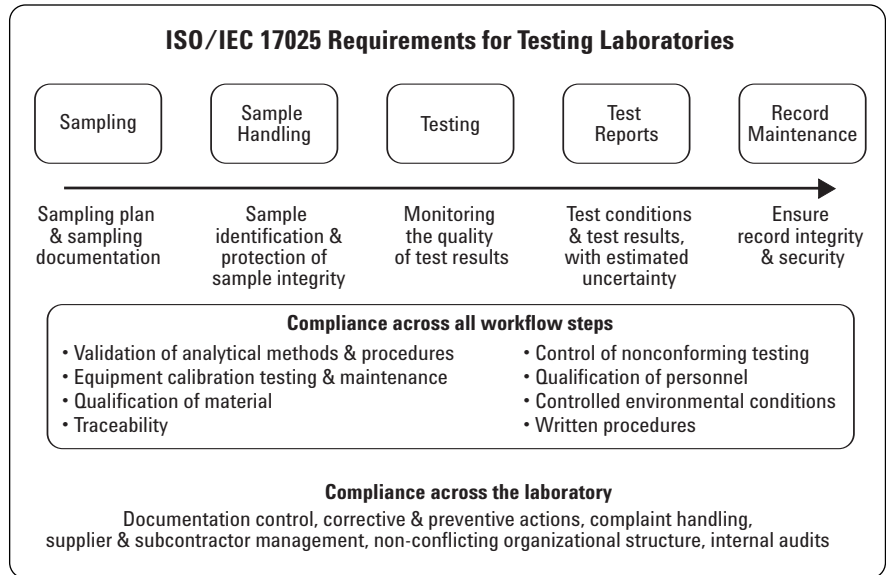 ISO/IEC 17025 Requirements for Testing Laboratories
Sampling
Sample
Handling
Testing
Test
Reports
Record
Maintenance
Sampling plan
& sampling
documentation
Sample
identification &
protection of
sample integrity
Monitoring
the quality
of test results
Test conditions
& test results,
with estimated
uncertainty
Ensure
record integrity
& security
Compliance across all workflow steps
• Validation of analytical methods & procedures
• Equipment calibration testing & maintenance
• Qualification of material
• Traceability
• Control of nonconforming testing
• Qualification of personnel
• Controlled environmental conditions
• Written procedures
Compliance across the laboratory
Documentation control, corrective & preventive actions, complaint handling,
supplier & subcontractor management, non-conflicting organizational structure, internal audits